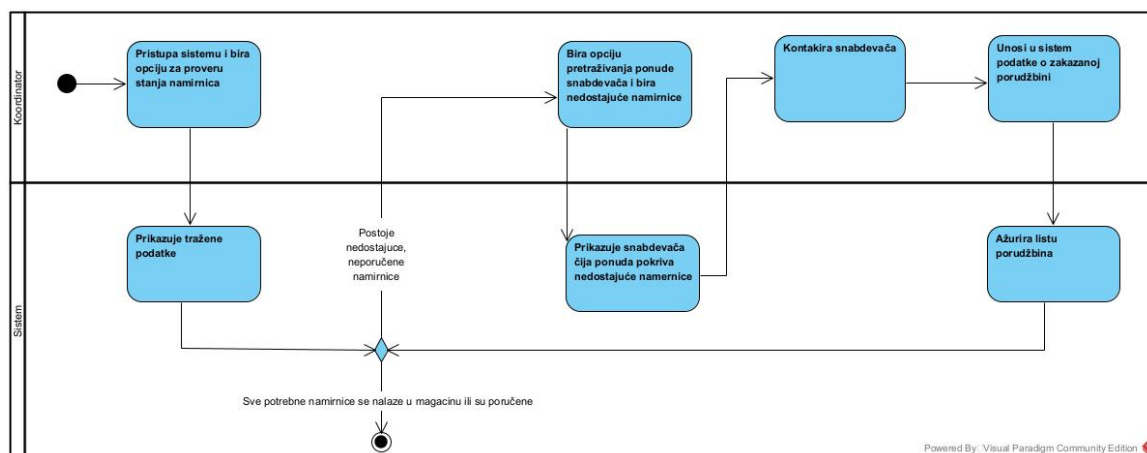 Koordinator
Pristupa sistemu i bira
opciju za proveru
stanja namirnica
Bira opciju
pretraživanja ponude
snabdevača i bira
nedostajuće namirnice
Kontakira snabdevača
Unosi u sistem
podatke o zakazanoj
porudžbini
Sistem
Prikazuje tražene
podatke
Postoje
nedostajuce,
neporučene
namirnice
Prikazuje snabdevača
čija ponuda pokriva
nedostajuće namernice
Ažurira listu
porudžbina
Sve potrebne namirnice se nalaze u magacinu ili su poručene
Powered By Visual Paradigm Community Edition